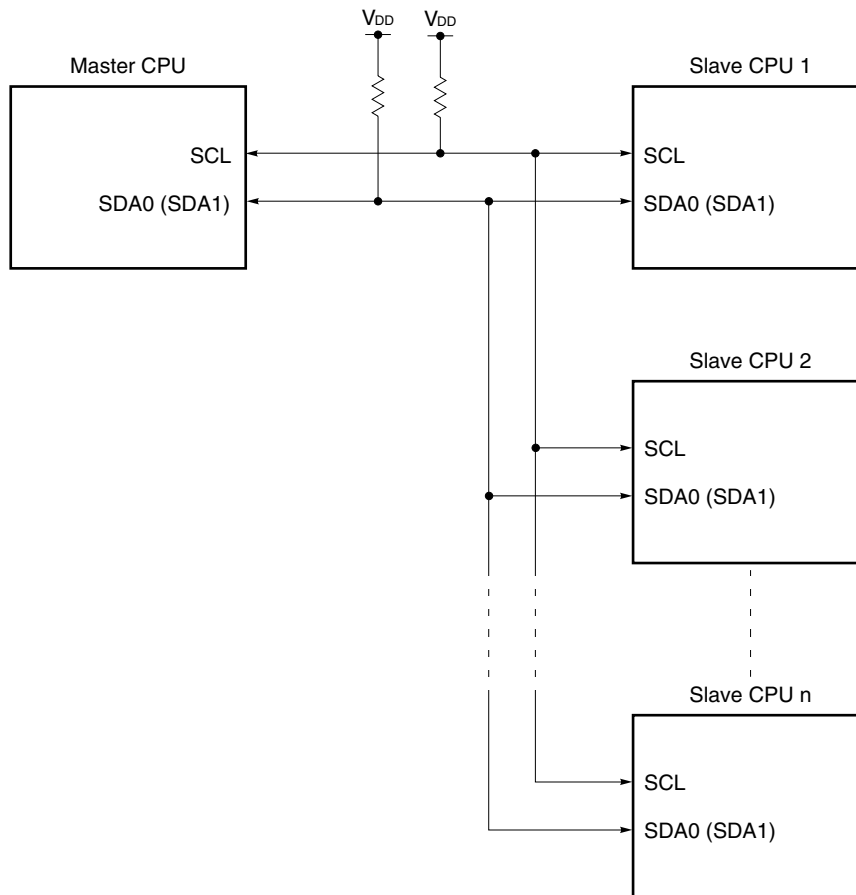 VDD VDD
Master CPU
SCL
SDA0 (SDA1)
Slave CPU 1
SCL
SDA0 (SDA1)
Slave CPU 2
SCL
SDA0 (SDA1)
Slave CPU n
SCL
SDA0 (SDA1)